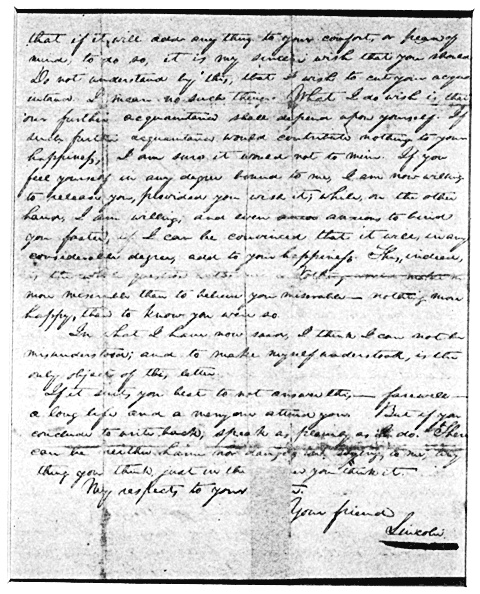 that if it will add any thing to your comfort, or peace of
mind, to do so, it is my sincere wish that you should
Do not understand by this, that I wish to cut your acqua
intance. I mean no such thing. What I do wish is, that
our further acquaintance shall depend upon yourself. If
such further acquaintance would contribute nothing to your
happiness, I am sure it would not to mine. If you
feel yourself in any degree bound to me, I am now willing
to release you, provided you wish it; while, on the other
hand, I am willing, and even anxious to bind
you faster, if I can be convinced that it will, in any
considerable degree, add to your happiness. This, indeed,
is the whole question with me. Nothing would make me
more miserable than to believe you miserable — nothing more
happy, than to know you were so.
In what I have now said, I think I can not be
misunderstood; and to make myself understood, is the
only object of this letter.
If it suits you best to not answer this — farewell —
a long life and a merry one attend you. But if you
conclude to write back, speak as plainly as I do. There
can be neither harm nor danger, in saying, to me, any
thing you think, just in the you think it.
My respects to your
Your friend
Lincoln